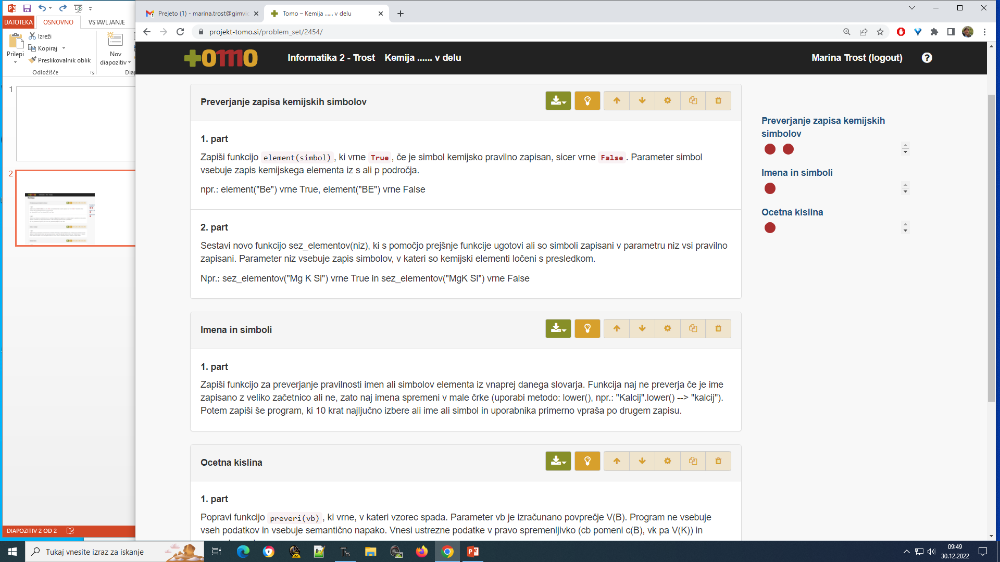 DATOTEKA OSNOVNO VSTAVLJANJE
Prilepi
Izreži
Kopiraj
Preslikovalnik oblik
Odložišče
Nov
diapozitiv
1
2
DIAPOZITIV 2 OD 2
Prejeto (1) - marina.trost@gimvic
Tomo – Kemija ...... v delu
projekt-tomo.si/problem_set/2454/
+OMO
Informatika 2 - Trost Kemija ...... v delu
Marina Trost (logout)
Preverjanje zapisa kemijskih simbolov
1. part
Zapiši funkcijo element(simbol), ki vrne True, če je simbol kemijsko pravilno zapisan, sicer vrne False. Parameter simbol
vsebuje zapis kemijskega elementa iz s ali p področja.
npr.: element("Be") vrne True, element("BE") vrne False
2. part
Sestavi novo funkcijo sez_elementov(niz), ki s pomočjo prejšnje funkcije ugotovi ali so simboli zapisani v parametru niz vsi pravilno
zapisani. Parameter niz vsebuje zapis simbolov, v kateri so kemijski elementi ločeni s presledkom.
Npr.: sez_elementov("Mg K Si") vrne True in sez_elementov("MgK Si") vrne False
Imena in simboli
1. part
Zapiši funkcijo za preverjanje pravilnosti imen ali simbolov elementa iz vnaprej danega slovarja. Funkcija naj ne preverja če je ime
zapisano z veliko začetnico ali ne, zato naj imena spremeni v male črke (uporabi metodo: lower(), npr.: "Kalcij".lower() --> "kalcij").
Potem zapiši še program, ki 10 krat najljučno izbere ali ime ali simbol in uporabnika primerno vpraša po drugem zapisu.
Ocetna kislina
1. part
Popravi funkcijo preveri(vb), ki vrne, v kateri vzorec spada. Parameter vb je izračunano povprečje V(B). Program ne vsebuje
vseh podatkov in vsebuje semantično napako. Vnesi ustrezne podatke v pravo spremenljivko (cb pomeni c(B), vk pa V(K)) in
Preverjanje zapisa kemijskih
simbolov
Imena in simboli
Ocetna kislina
Tukaj vnesite izraz za iskanje
09:49
30.12.2022